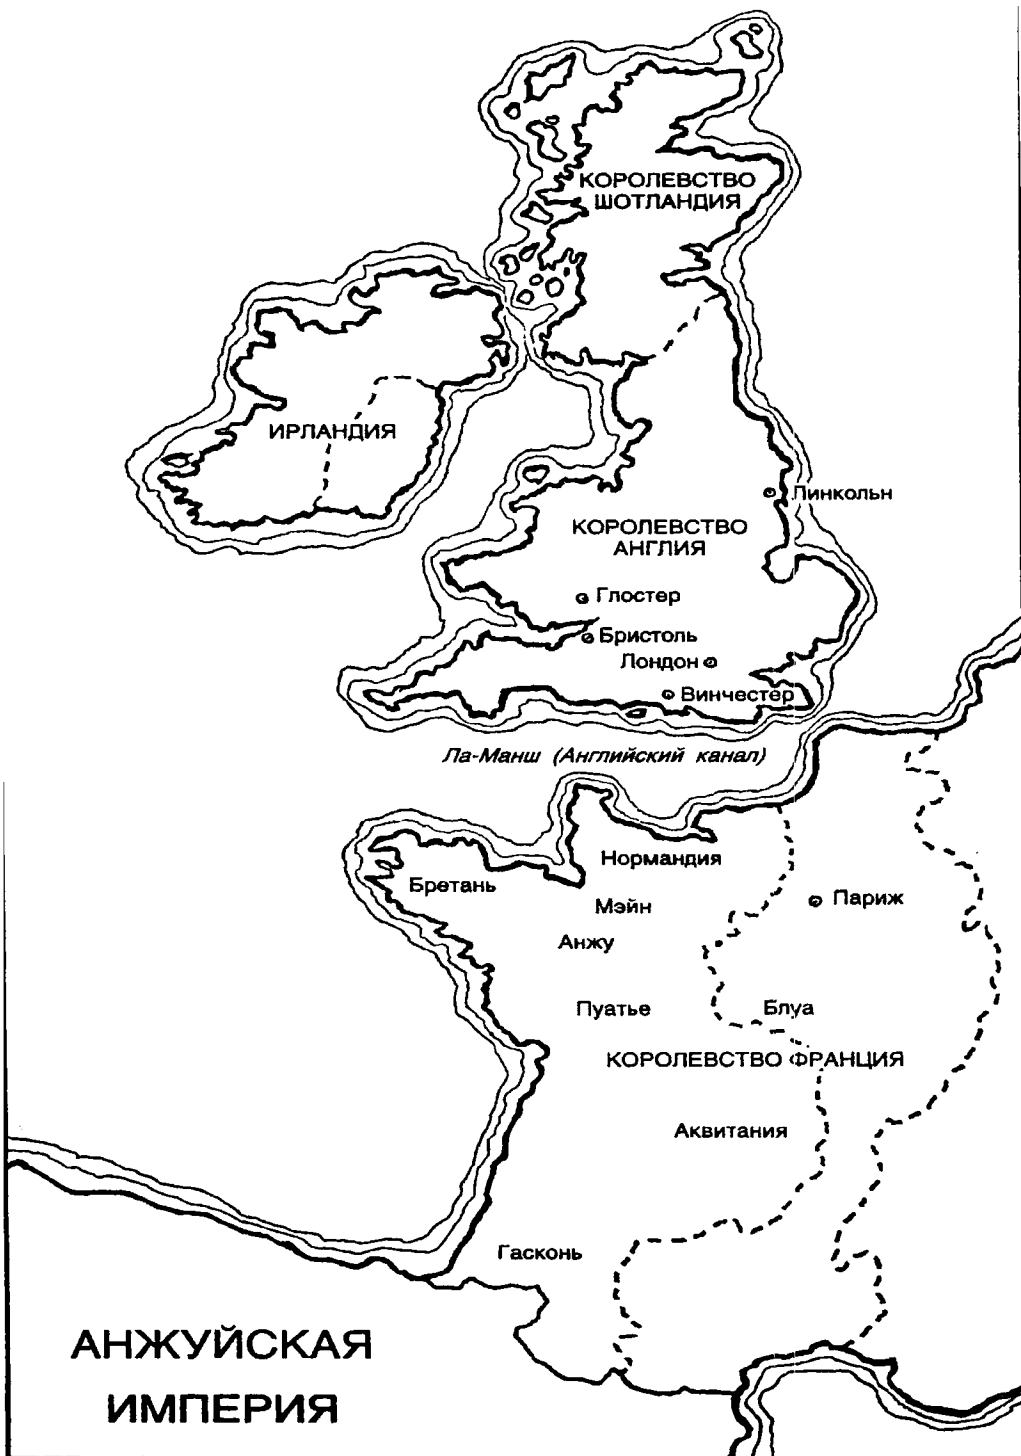 КОРОЛЕВСТВО
ШОТЛАНДИЯ
ИРЛАНДИЯ
Линкольн
КОРОЛЕВСТВО
АНГЛИЯ
Глостер
Бристоль
Лондон
Винчестер
Ла-Манш (Английский канал)
Нормандия
Бретань
Мэйн
Париж
Анжу
Пуатье
Блуа
КОРОЛЕВСТВО ФРАНЦИЯ
Аквитания
Гасконь
АНЖУЙСКАЯ
ИМПЕРИЯ